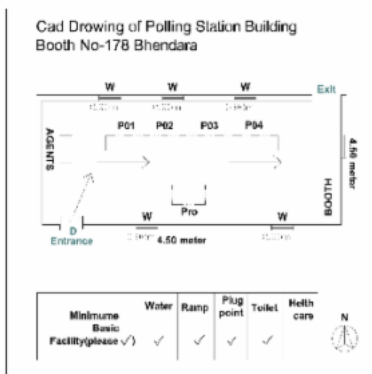 Cad Drowing of Polling Station Building
Booth No-178 Bhendara
W W W Exit
P01 P02 P03 P04
AGENTS
4.50 meter
BOOTH
Pro
D
Entrance
W W
4.50 meter
Minimume
Basic
Facility(please ✓)
Water Ramp Plug point Toilet Helth care
✓ ✓ ✓ ✓
N